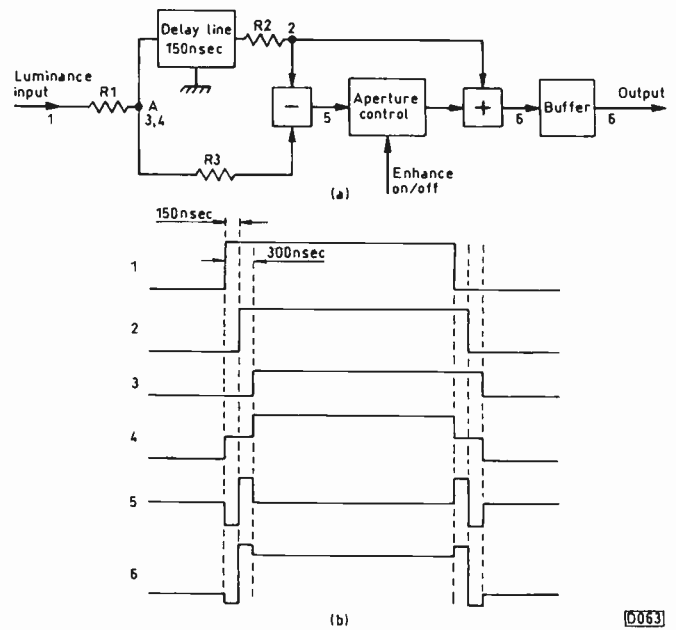 Delay line
150nsec
R2
2
Luminance
input
1
R1
A
3,4
R3
−
5
Aperture
control
+
6
Buffer
Output
6
Enhance
on/off
(a)
150nsec
300nsec
1
2
3
4
5
6
(b)
D063